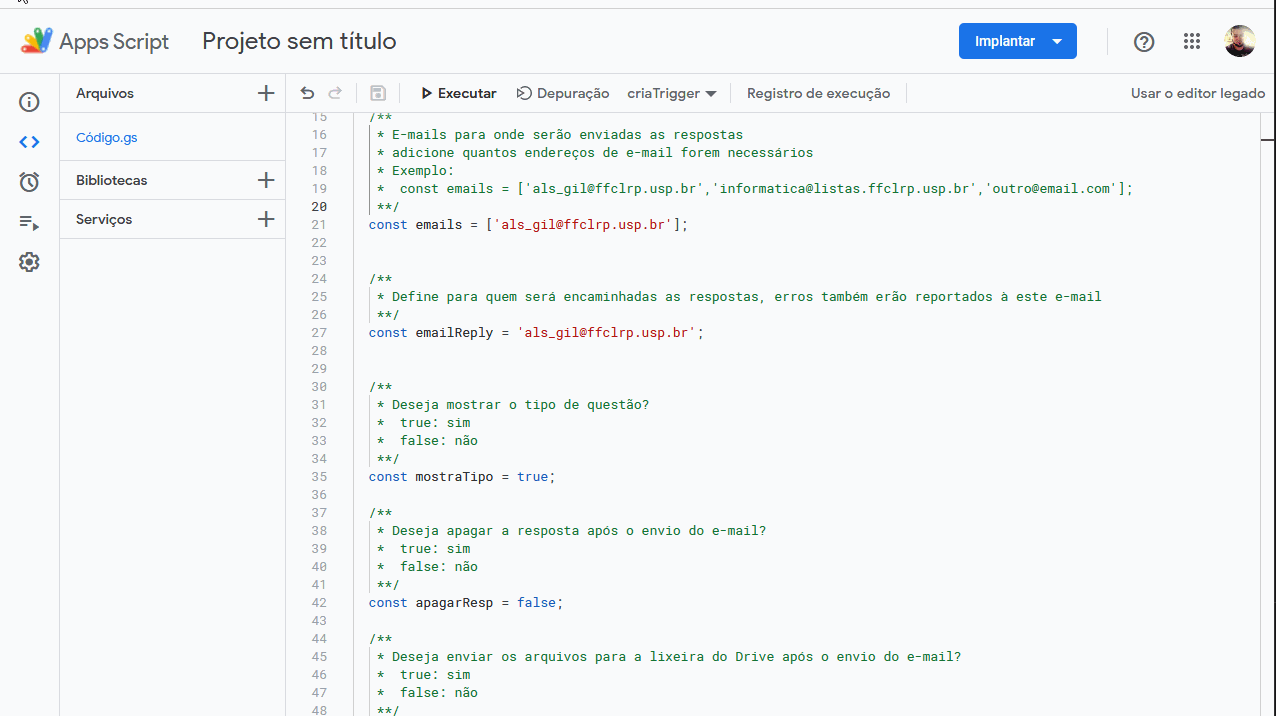 Apps Script Projeto sem título Implantar
Arquivos Executar Depuração criaTrigger Registro de execução Usar o editor legado
Código.gs
Bibliotecas
Serviços
15 /**
16 * E-mails para onde serão enviadas as respostas
17 * adicione quantos endereços de e-mail forem necessários
18 * Exemplo:
19 *  const emails = ['als_gil@ffclrp.usp.br','informatica@listas.ffclrp.usp.br','outro@email.com'];
20 **/
21 const emails = ['als_gil@ffclrp.usp.br'];
22
23
24 /**
25 * Define para quem será encaminhadas as respostas, erros também erão reportados à este e-mail
26 **/
27 const emailReply = 'als_gil@ffclrp.usp.br';
28
29
30 /**
31 * Deseja mostrar o tipo de questão?
32 *  true: sim
33 *  false: não
34 **/
35 const mostraTipo = true;
36
37 /**
38 * Deseja apagar a resposta após o envio do e-mail?
39 *  true: sim
40 *  false: não
41 **/
42 const apagarResp = false;
43
44 /**
45 * Deseja enviar os arquivos para a lixeira do Drive após o envio do e-mail?
46 *  true: sim
47 *  false: não
48 **/